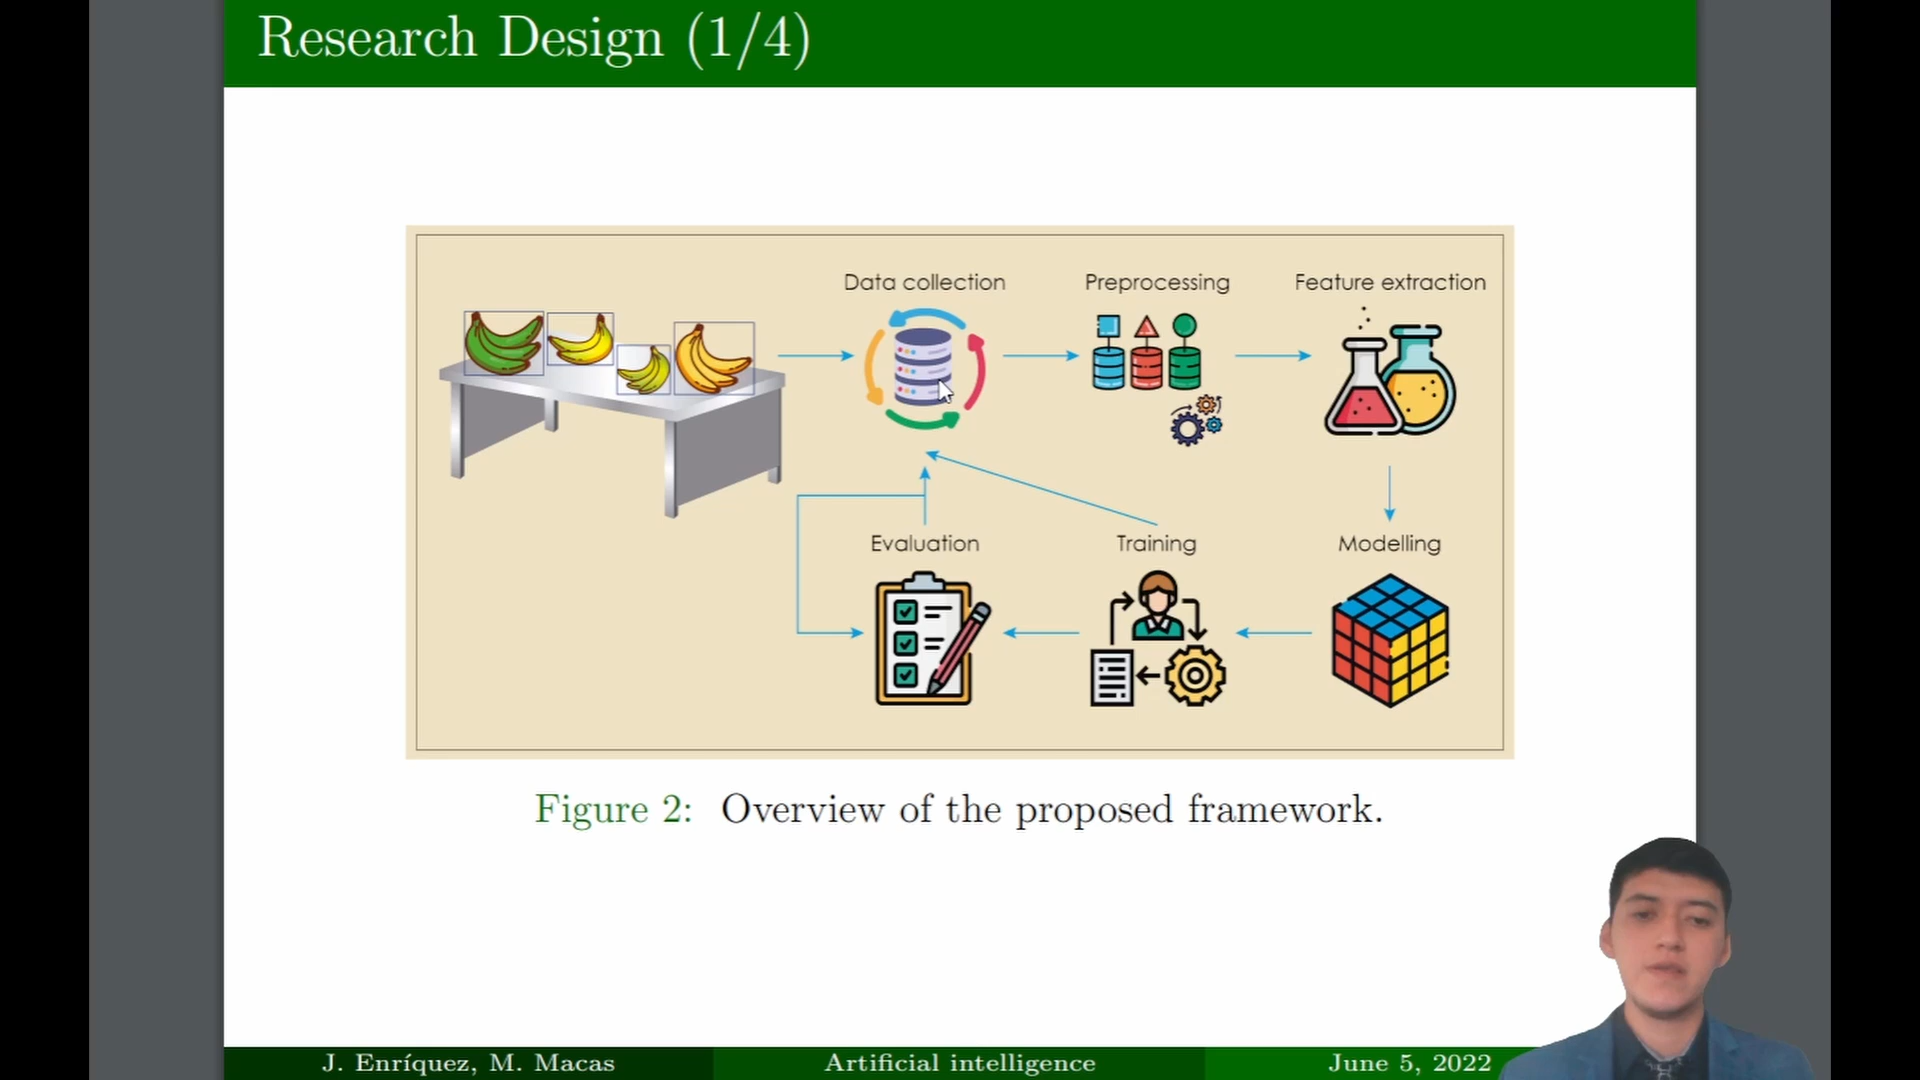 Research Design (1/4)
Data collection
Preprocessing
Feature extraction
Evaluation
Training
Modelling
Figure 2: Overview of the proposed framework.
J. Enríquez, M. Macas
Artificial intelligence
June 5, 2022